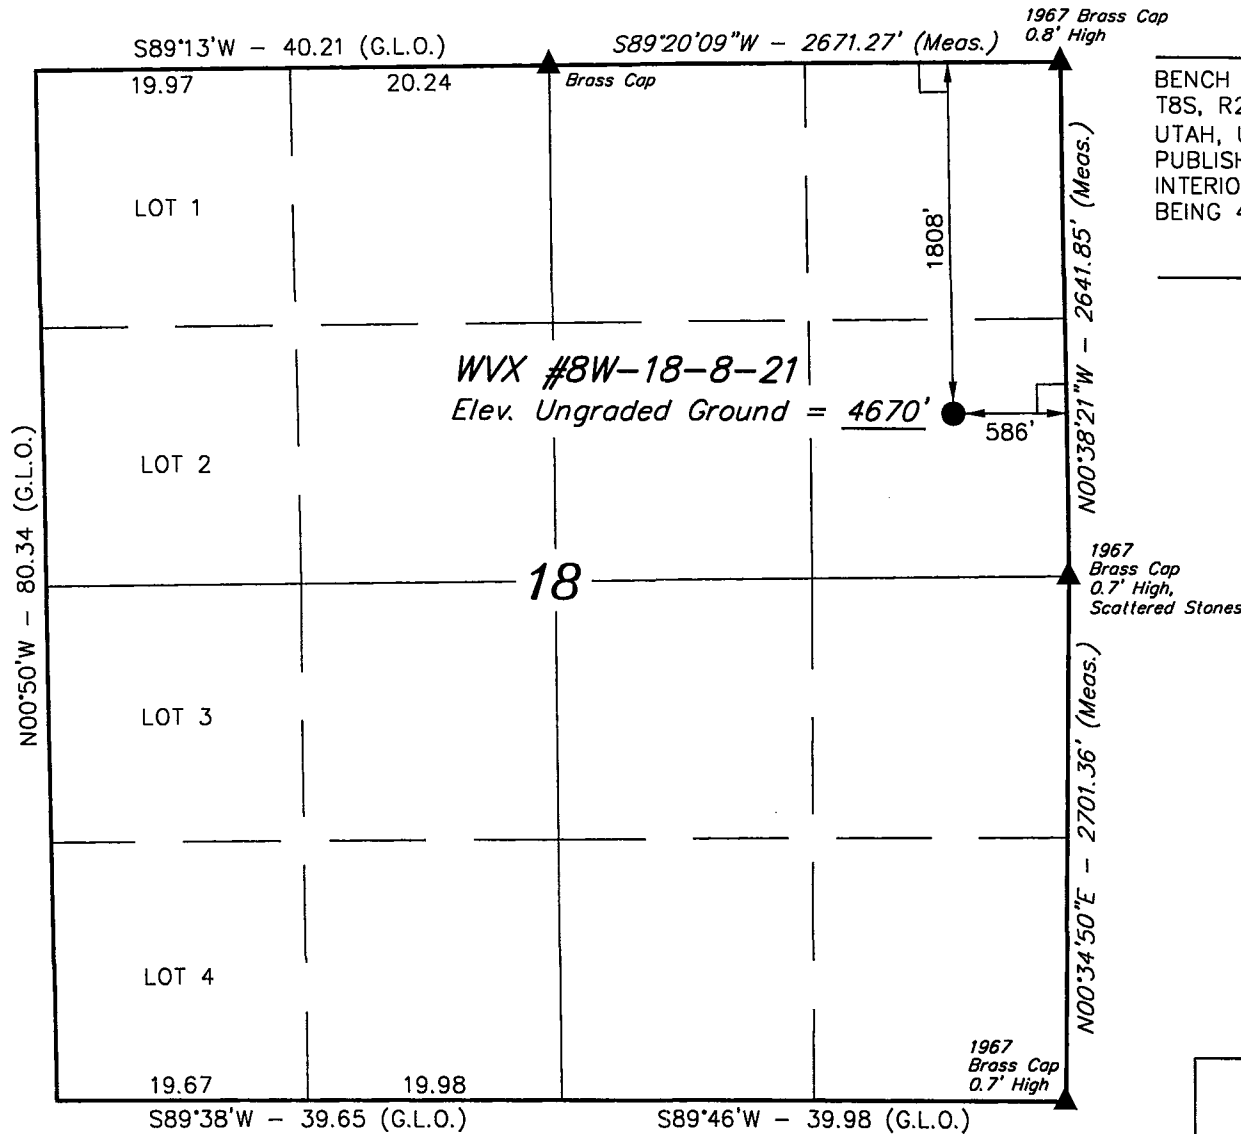 1967 Brass Cap
0.8' High
S89°13'W – 40.21 (G.L.O.)
S89°20'09"W – 2671.27' (Meas.)
19.97
20.24
Brass Cap
BENCH
T8S, R2
UTAH, U
PUBLISH
INTERIO
BEING 4
LOT 1
1808'
N00°38'21"W – 2641.85' (Meas.)
WVX #8W-18-8-21
Elev. Ungraded Ground = 4670'
586'
LOT 2
N00°50'W – 80.34 (G.L.O.)
18
1967
Brass Cap
0.7' High,
Scattered Stones
LOT 3
N00°34'50"E – 2701.36' (Meas.)
LOT 4
1967
Brass Cap
0.7' High
19.67
19.98
S89°38'W – 39.65 (G.L.O.)
S89°46'W – 39.98 (G.L.O.)